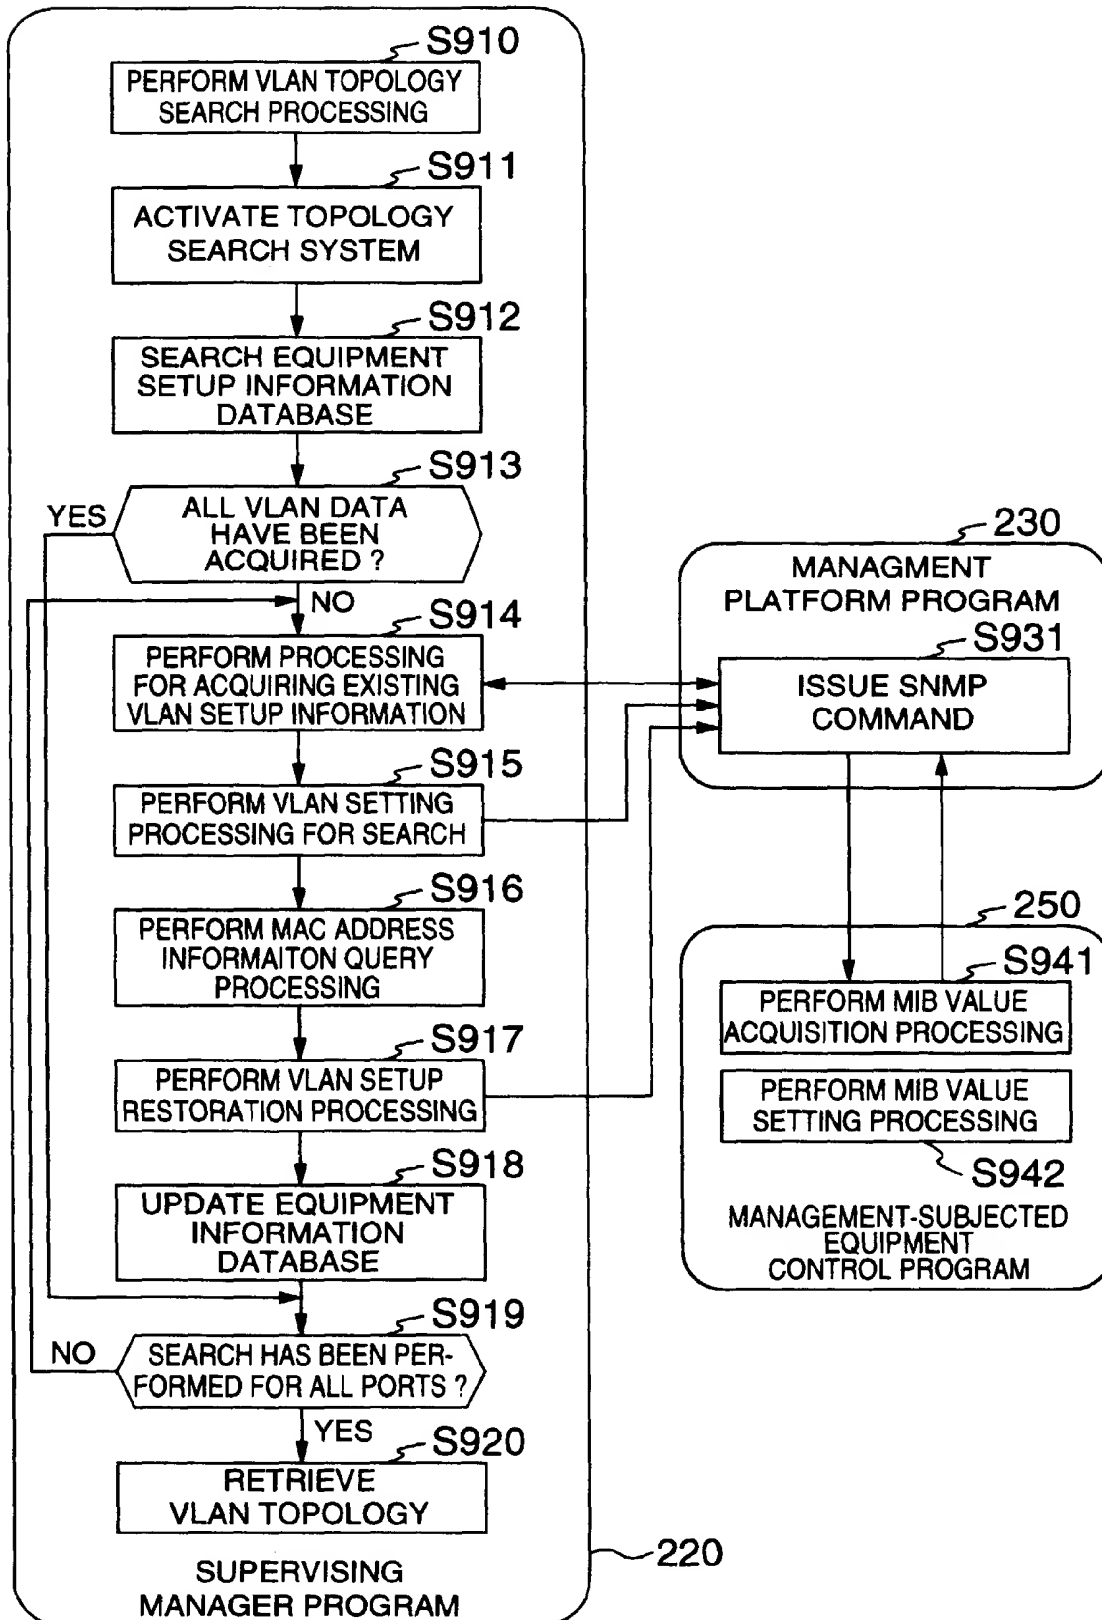 S910
PERFORM VLAN TOPOLOGY
SEARCH PROCESSING
S911
ACTIVATE TOPOLOGY
SEARCH SYSTEM
S912
SEARCH EQUIPMENT
SETUP INFORMATION
DATABASE
S913
ALL VLAN DATA
HAVE BEEN
ACQUIRED ?
YES
NO
S914
PERFORM PROCESSING
FOR ACQUIRING EXISTING
VLAN SETUP INFORMATION
S915
PERFORM VLAN SETTING
PROCESSING FOR SEARCH
S916
PERFORM MAC ADDRESS
INFORMAITON QUERY
PROCESSING
S917
PERFORM VLAN SETUP
RESTORATION PROCESSING
S918
UPDATE EQUIPMENT
INFORMATION
DATABASE
S919
NO
SEARCH HAS BEEN PER-
FORMED FOR ALL PORTS ?
YES
S920
RETRIEVE
VLAN TOPOLOGY
220
SUPERVISING
MANAGER PROGRAM
230
MANAGMENT
PLATFORM PROGRAM
S931
ISSUE SNMP
COMMAND
250
S941
PERFORM MIB VALUE
ACQUISITION PROCESSING
PERFORM MIB VALUE
SETTING PROCESSING
S942
MANAGEMENT-SUBJECTED
EQUIPMENT
CONTROL PROGRAM